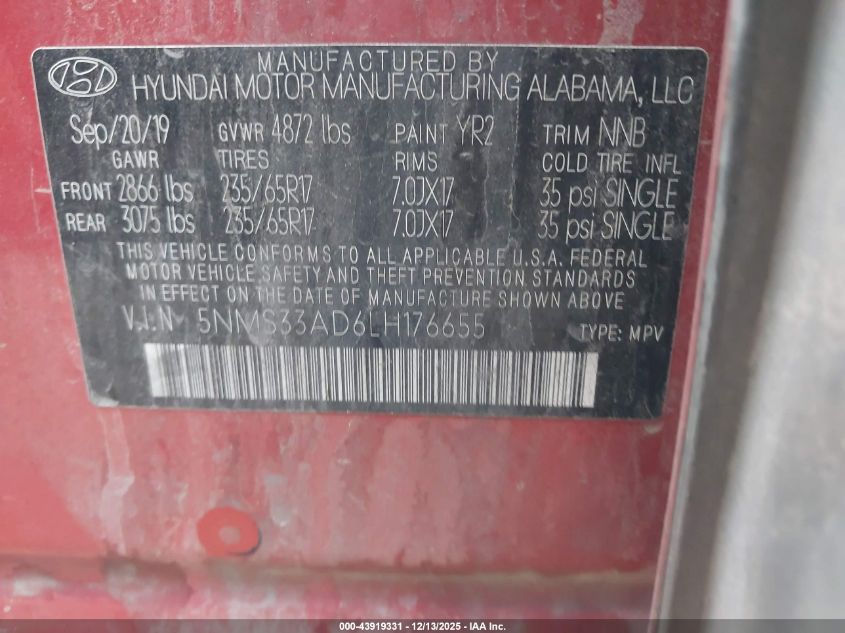 MANUFACTURED BY
HYUNDAI MOTOR MANUFACTURING ALABAMA, LLC
Sep/20/19 GVWR 4872 lbs PAINT YR2 TRIM NNB
GAWR TIRES RIMS COLD TIRE INFL
FRONT 2866 lbs 235/65R17 7.0JX17 35 psi SINGLE
REAR 3075 lbs 235/65R17 7.0JX17 35 psi SINGLE
THIS VEHICLE CONFORMS TO ALL APPLICABLE U.S.A. FEDERAL
MOTOR VEHICLE SAFETY AND THEFT PREVENTION STANDARDS
IN EFFECT ON THE DATE OF MANUFACTURE SHOWN ABOVE
V.I.N 5NMS33AD6LH176655 TYPE: MPV
000-43919331 - 12/13/2025 - IAA Inc.